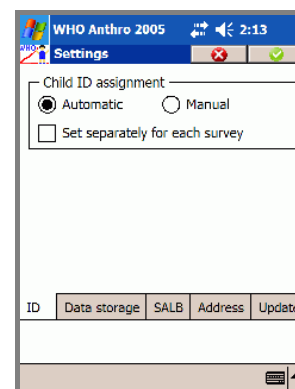 WHO Anthro 2005 2:13
WHO Settings
Child ID assignment
Automatic Manual
Set separately for each survey
ID Data storage SALB Address Update